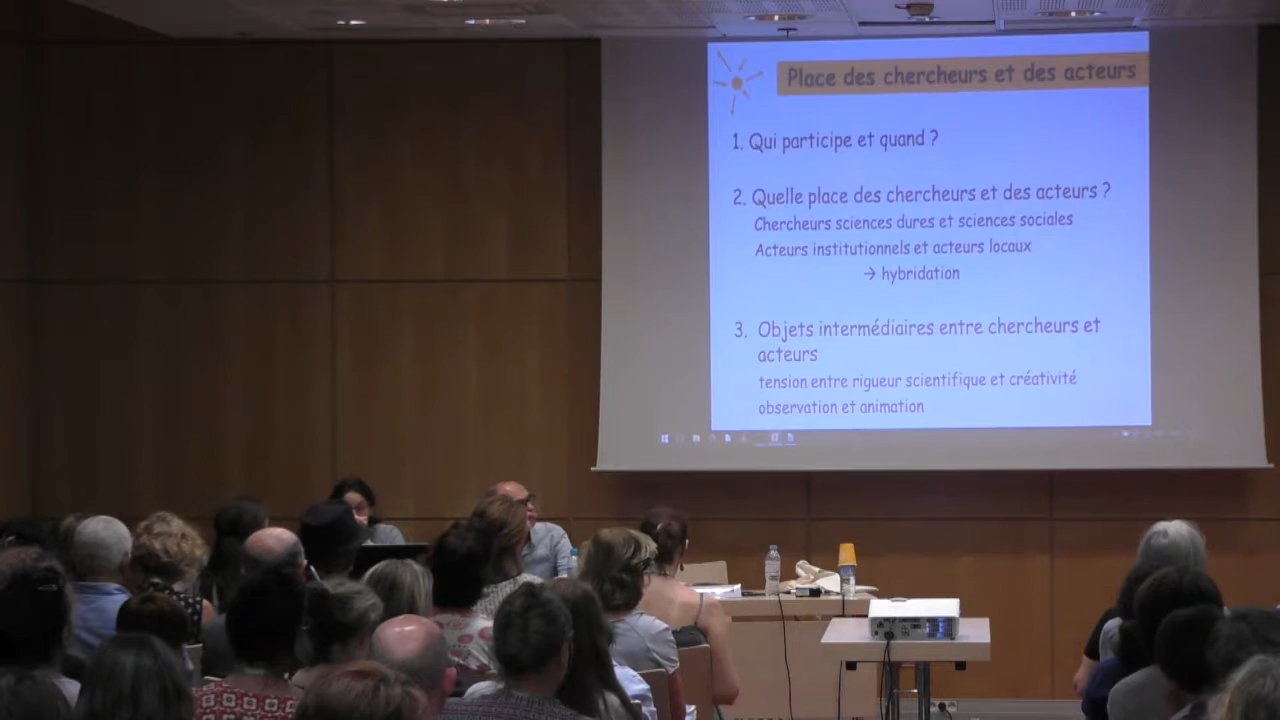 Place des chercheurs et des acteurs
1. Qui participe et quand ?
2. Quelle place des chercheurs et des acteurs ?
Chercheurs sciences dures et sciences sociales
Acteurs institutionnels et acteurs locaux
→ hybridation
3. Objets intermédiaires entre chercheurs et
acteurs
tension entre rigueur scientifique et créativité
observation et animation